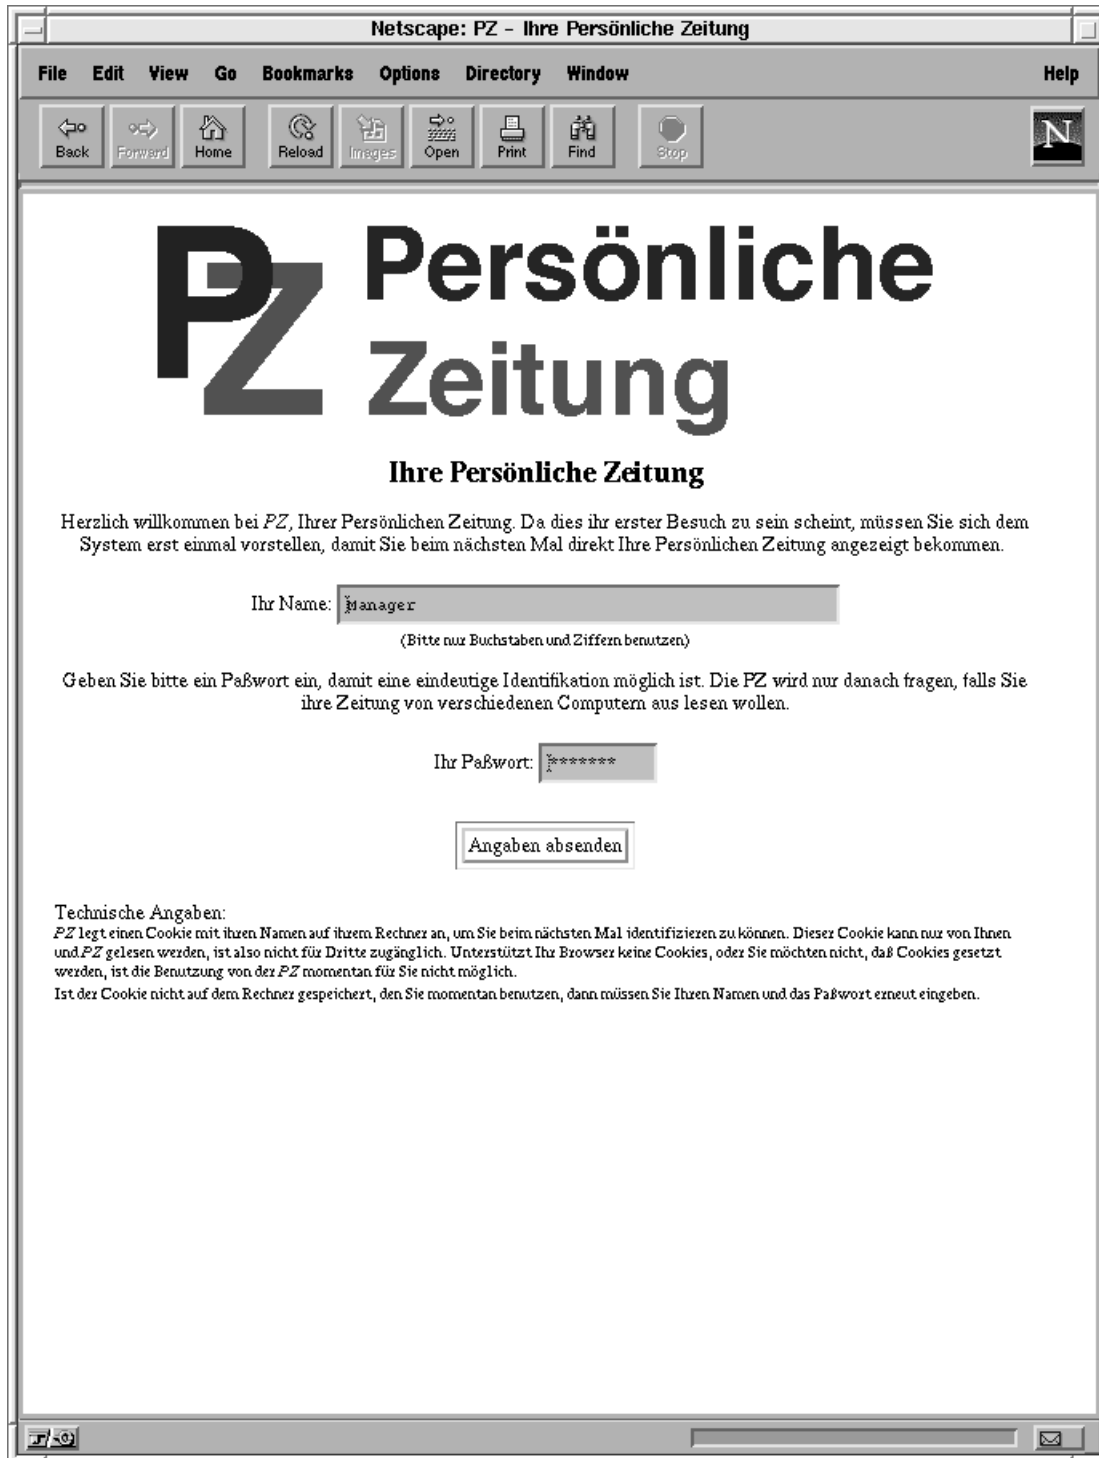 Netscape: PZ – Ihre Persönliche Zeitung
File Edit View Go Bookmarks Options Directory Window Help
Back Forward Home Reload Images Open Print Find Stop
N
PZ Persönliche
Zeitung
Ihre Persönliche Zeitung
Herzlich willkommen bei PZ, Ihrer Persönlichen Zeitung. Da dies ihr erster Besuch zu sein scheint, müssen Sie sich dem
System erst einmal vorstellen, damit Sie beim nächsten Mal direkt Ihre Persönlichen Zeitung angezeigt bekommen.
Ihr Name: Manager
(Bitte nur Buchstaben und Ziffern benutzen)
Geben Sie bitte ein Paßwort ein, damit eine eindeutige Identifikation möglich ist. Die PZ wird nur danach fragen, falls Sie
ihre Zeitung von verschiedenen Computern aus lesen wollen.
Ihr Paßwort: *******
Angaben absenden
Technische Angaben:
PZ legt einen Cookie mit ihren Namen auf ihrem Rechner an, um Sie beim nächsten Mal identifizieren zu können. Dieser Cookie kann nur von Ihnen
und PZ gelesen werden, ist also nicht für Dritte zugänglich. Unterstützt Ihr Browser keine Cookies, oder Sie möchten nicht, daß Cookies gesetzt
werden, ist die Benutzung von der PZ momentan für Sie nicht möglich.
Ist der Cookie nicht auf dem Rechner gespeichert, den Sie momentan benutzen, dann müssen Sie Ihren Namen und das Paßwort erneut eingeben.